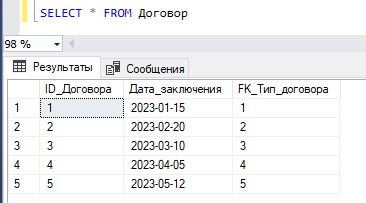 SELECT * FROM Договор
98 %
Результаты Сообщения
ID_Договора Дата_заключения FK_Тип_договора
1 1 2023-01-15 1
2 2 2023-02-20 2
3 3 2023-03-10 3
4 4 2023-04-05 4
5 5 2023-05-12 5